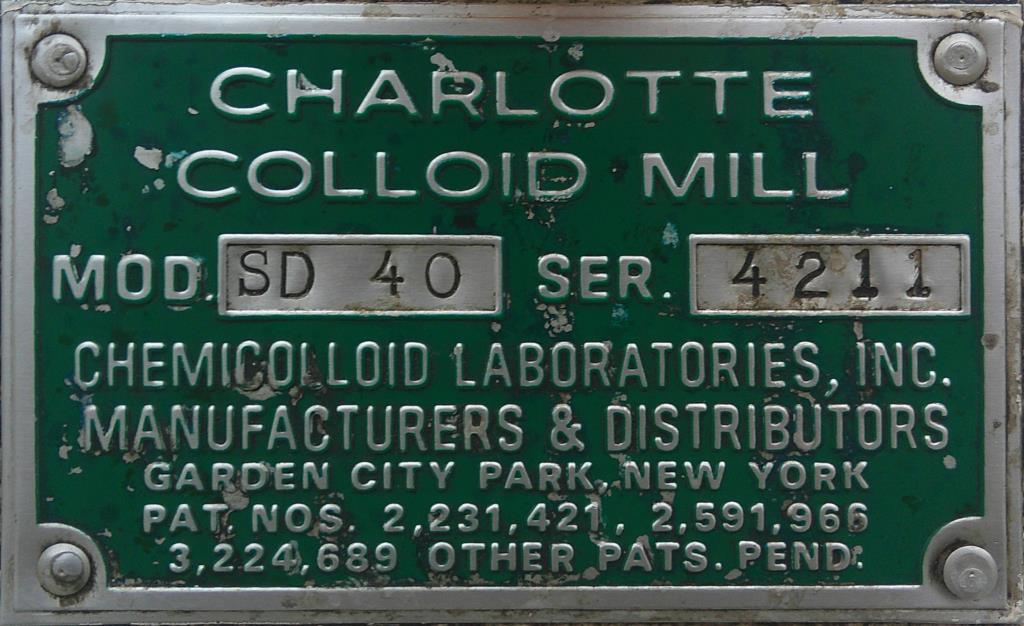 CHARLOTTE
COLLOID MILL
MOD. SD 40 SER. 4211
CHEMICOLLOID LABORATORIES, INC.
MANUFACTURERS & DISTRIBUTORS
GARDEN CITY PARK, NEW YORK
PAT. NOS. 2,231,421, 2,591,966
3,224,689 OTHER PATS. PEND.